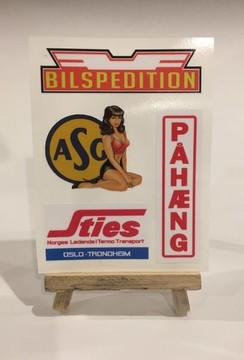 BILSPEDITION
ASG
PÅHÆNG
Sties
Norges Ledende i Termo Transport
OSLO - TRONDHEIM